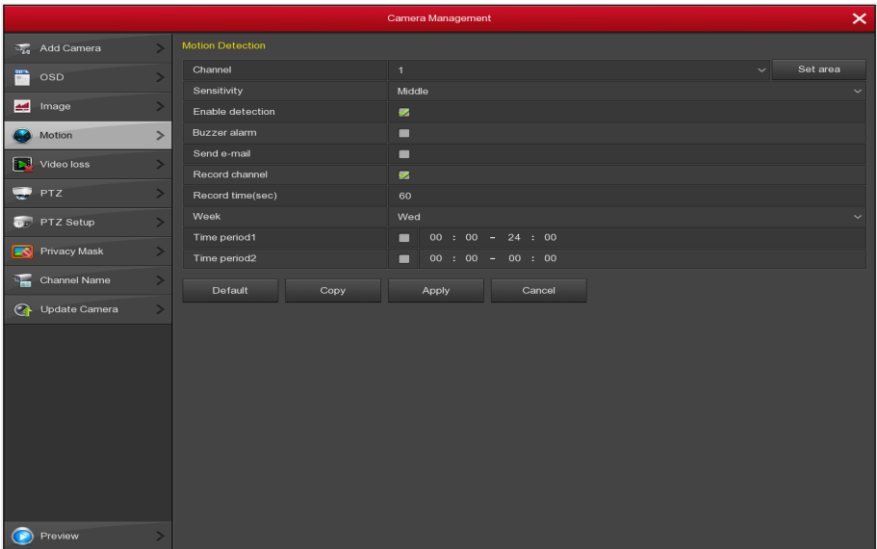 Camera Management
Add Camera
OSD
Image
Motion
Video loss
PTZ
PTZ Setup
Privacy Mask
Channel Name
Update Camera
Preview
Motion Detection
Channel 1 Set area
Sensitivity Middle
Enable detection
Buzzer alarm
Send e-mail
Record channel
Record time(sec) 60
Week Wed
Time period1 00 : 00 - 24 : 00
Time period2 00 : 00 - 00 : 00
Default Copy Apply Cancel